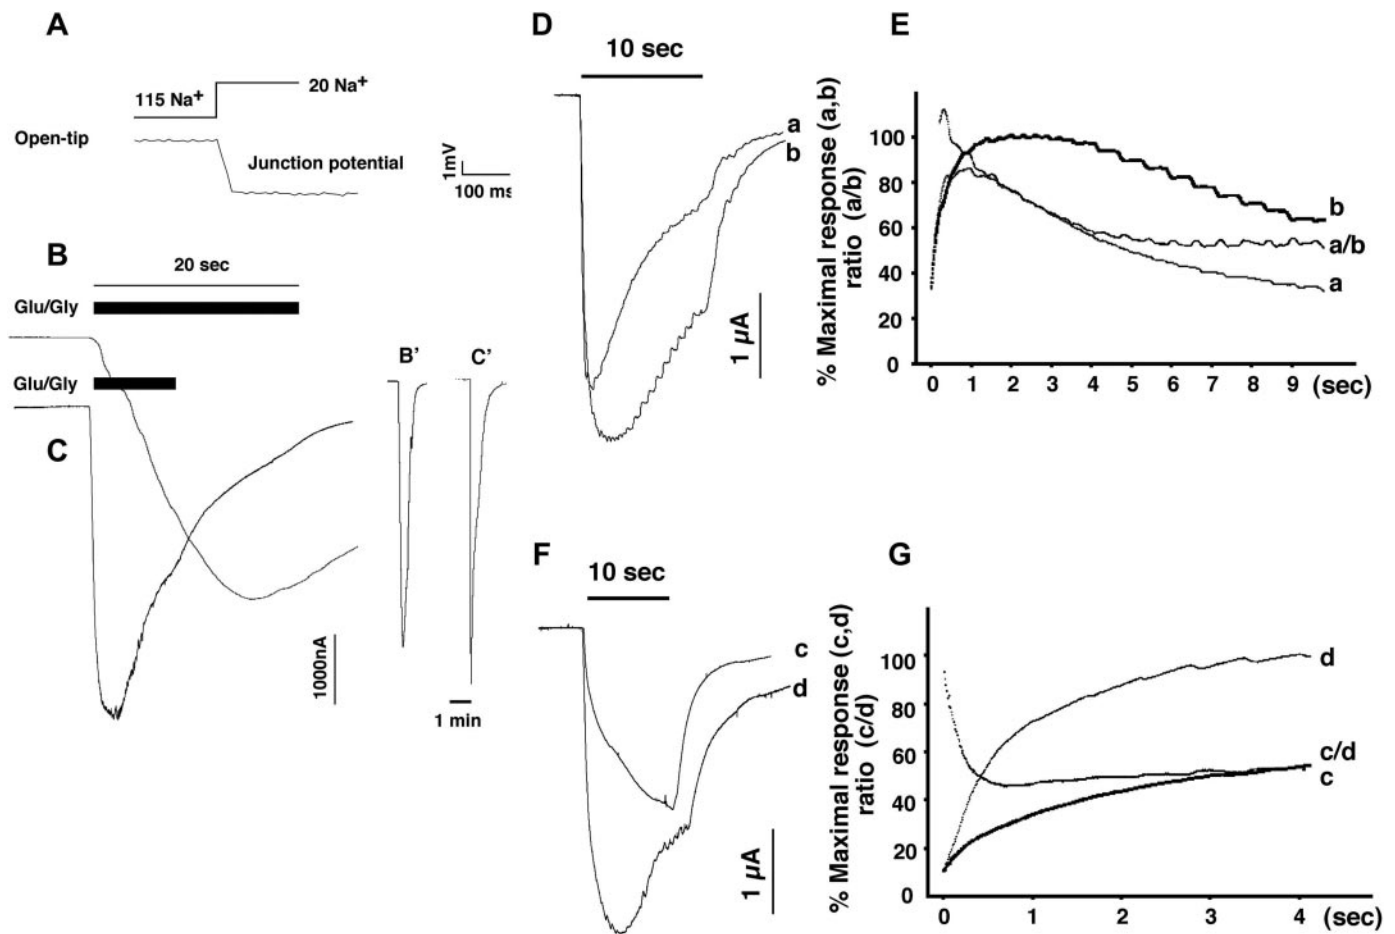 A
115 Na+
20 Na+
Open-tip
Junction potential
1mV
100 ms
B
20 sec
Glu/Gly
Glu/Gly
B’
C’
C
1000nA
1 min
D
10 sec
a
b
1 µA
E
% Maximal response (a,b)
ratio (a/b)
100
80
60
40
20
0
b
a/b
a
0 1 2 3 4 5 6 7 8 9 (sec)
F
10 sec
c
d
1 µA
G
% Maximal response (c,d)
ratio (c/d)
100
80
60
40
20
0
d
c/d
c
0 1 2 3 4 (sec)